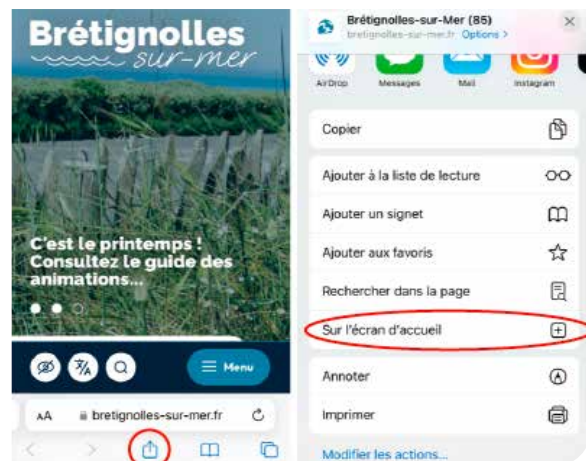 Brétignolles
sur-mer
C'est le printemps !
Consultez le guide des
animations...
Menu
AA bretignolles-sur-mer.fr
Brétignolles-sur-Mer (85)
bretignolles-sur-mer.fr Options >
AirDrop Messages Mail Instagram
Copier
Ajouter à la liste de lecture
Ajouter un signet
Ajouter aux favoris
Rechercher dans la page
Sur l'écran d'accueil
Annoter
Imprimer
Modifier les actions...